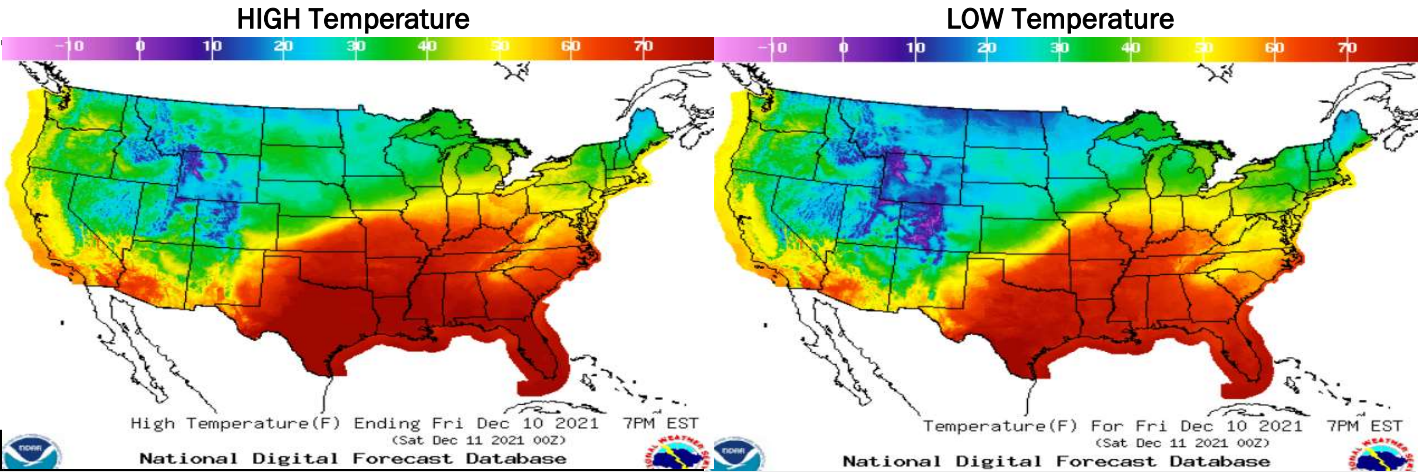 HIGH Temperature
-10 0 10 20 30 40 50 60 70
High Temperature(F) Ending Fri Dec 10 2021 7PM EST
(Sat Dec 11 2021 00Z)
National Digital Forecast Database
NOAA
LOW Temperature
-10 0 10 20 30 40 50 60 70
Temperature(F) For Fri Dec 10 2021 7PM EST
(Sat Dec 11 2021 00Z)
National Digital Forecast Database
NOAA